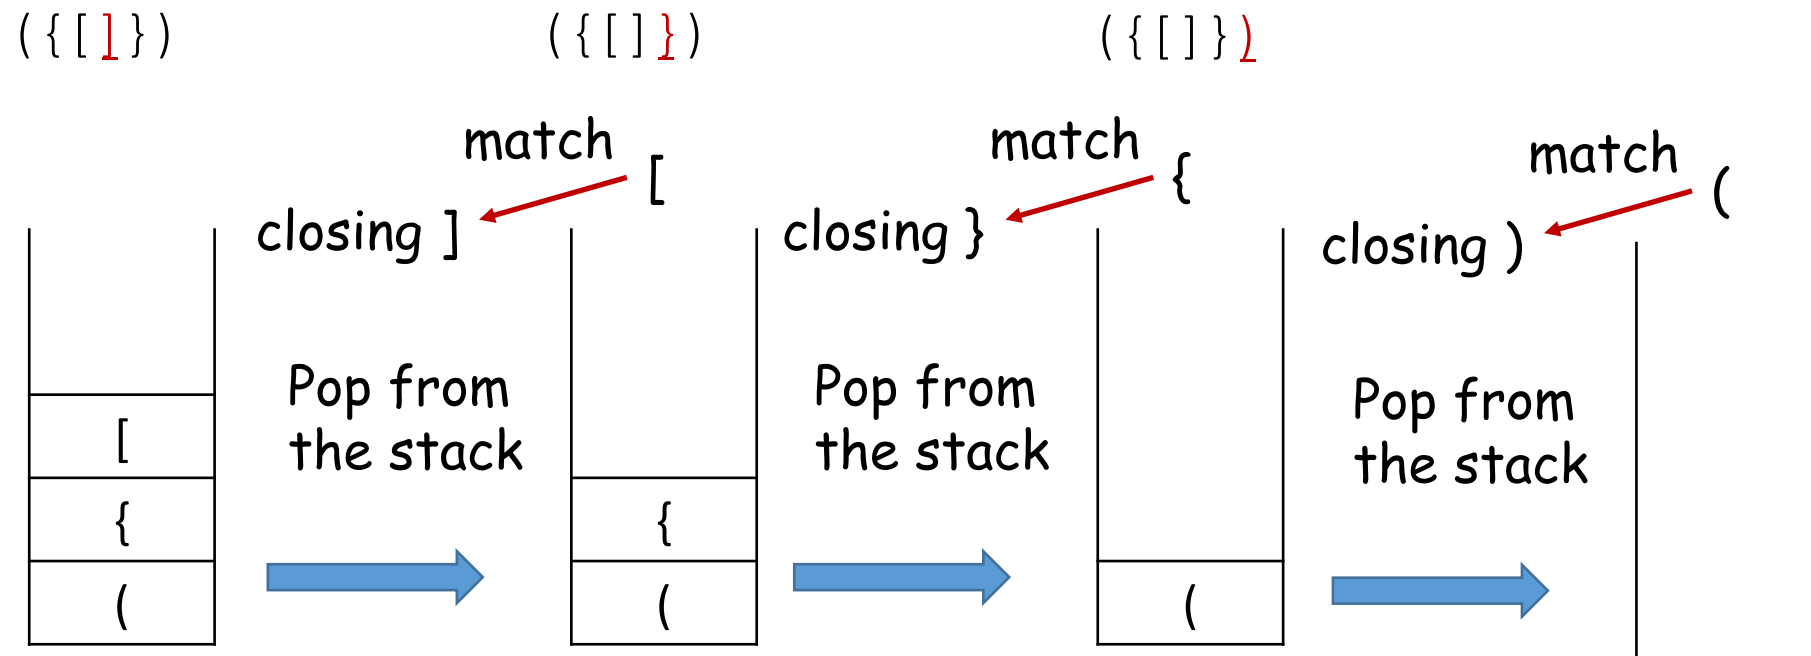 ( { [ ] } )
( { [ ] } )
( { [ ] } )
match [
closing ]
match {
closing }
match (
closing )
Pop from
the stack
Pop from
the stack
Pop from
the stack
[
{
(
{
(
(